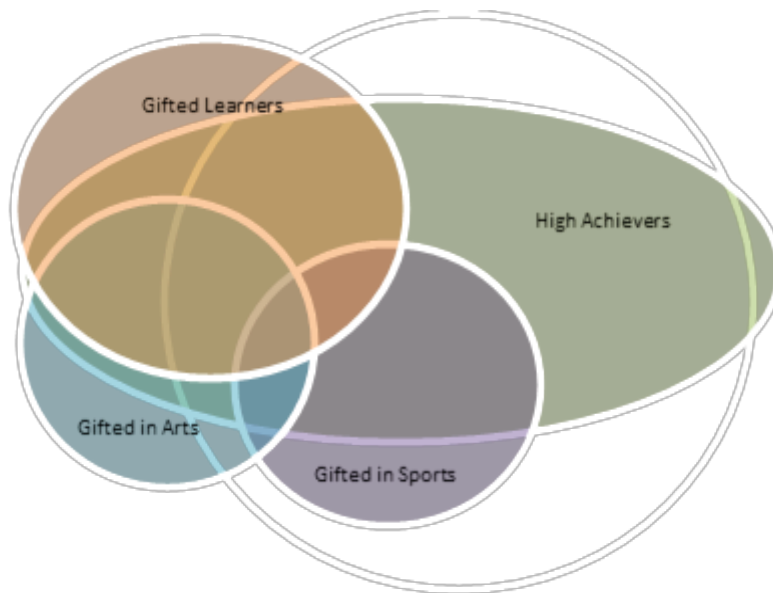 Gifted Learners
High Achievers
Gifted in Arts
Gifted in Sports